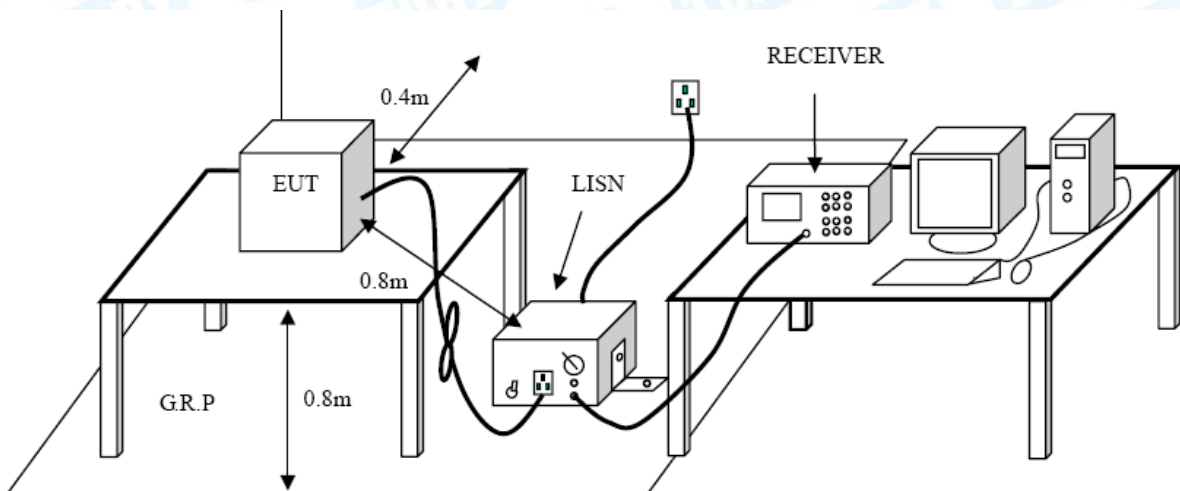 RECEIVER
0.4m
EUT
LISN
0.8m
G.R.P
0.8m